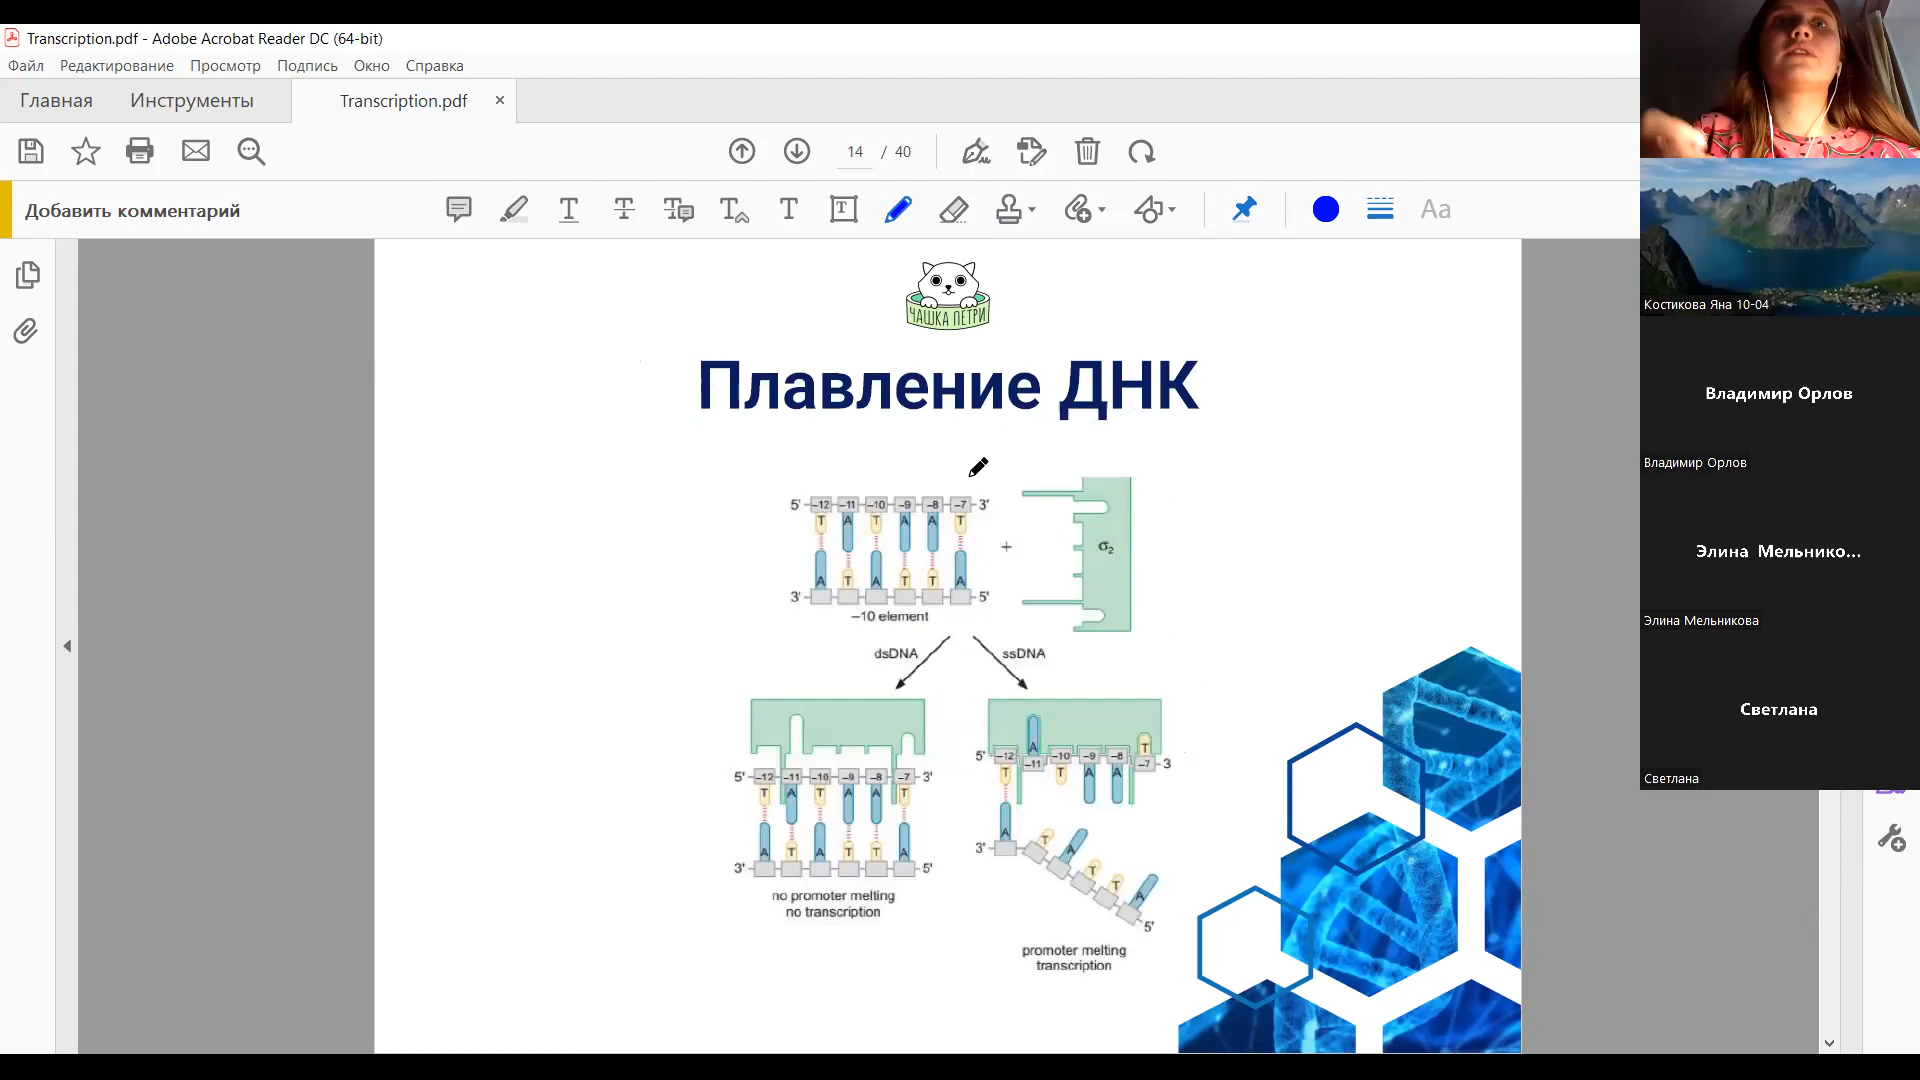 Transcription.pdf - Adobe Acrobat Reader DC (64-bit)
Файл Редактирование Просмотр Подпись Окно Справка
Главная Инструменты Transcription.pdf ×
14 / 40
Добавить комментарий
Aa
ЧАШКА ПЕТРИ
Плавление ДНК
5' -12 -11 -10 -9 -8 -7 3'
T A T A A T
+ σ2
A T A T T A
3' 5'
–10 element
dsDNA ssDNA
5' -12 -11 -10 -9 -8 -7 3'
T A T A A T
A T A T T A
3' 5'
no promoter melting
no transcription
A T
5' -12 -11 -10 -9 -8 -7 3
T T A A
A T A T T A
3' 5'
promoter melting
transcription
Костикова Яна 10-04
Владимир Орлов
Владимир Орлов
Элина Мельнико...
Элина Мельникова
Светлана
Светлана